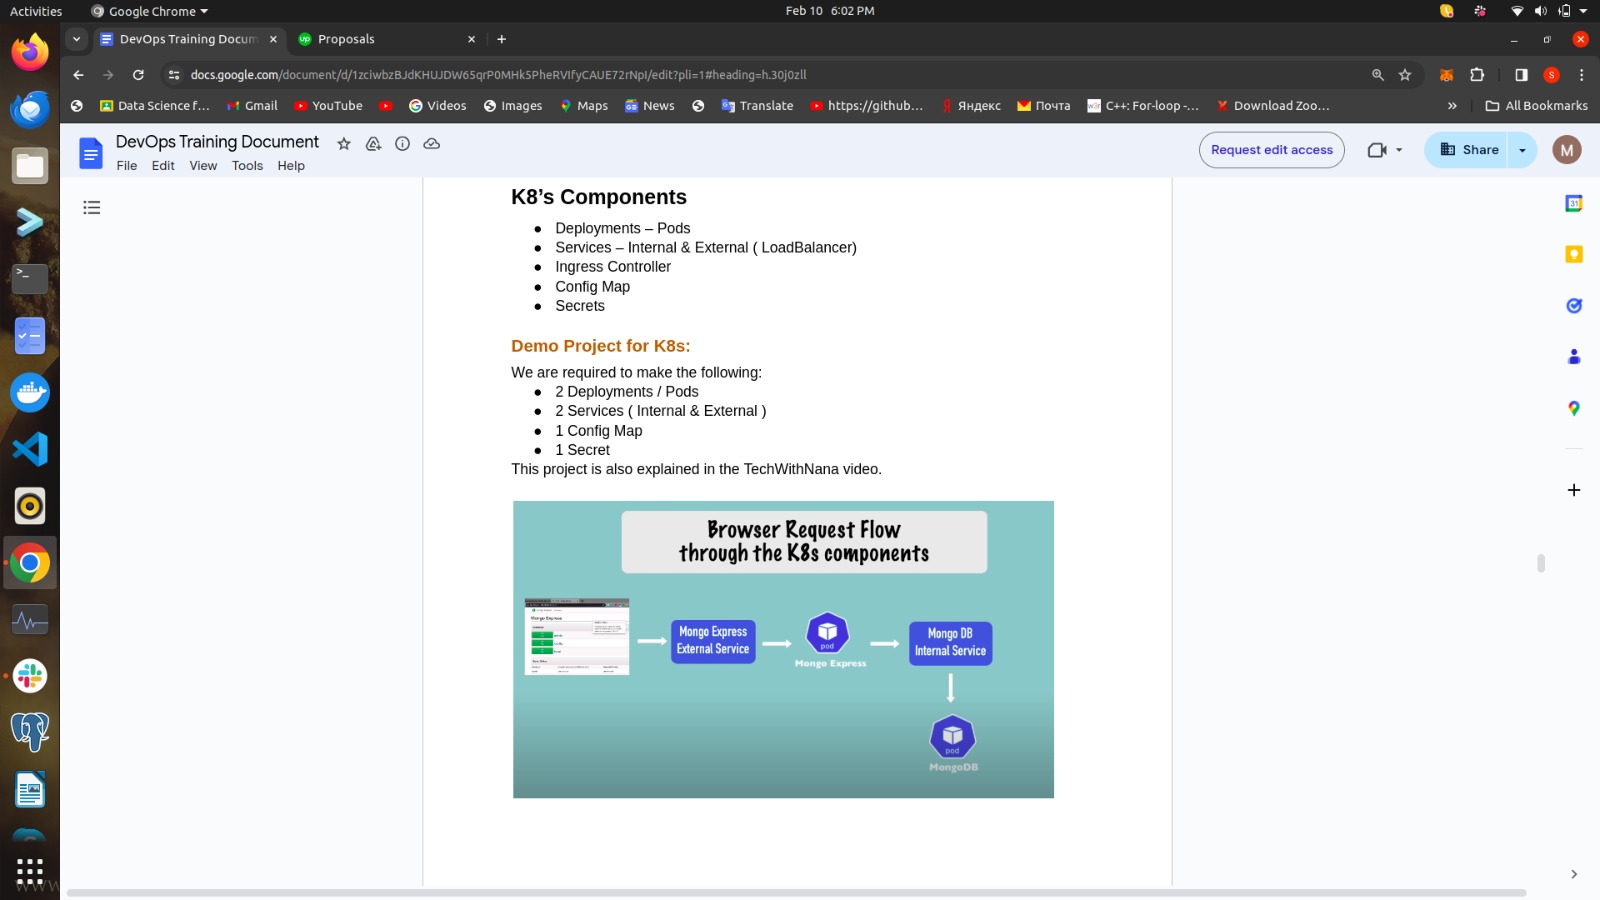 Activities Google Chrome Feb 10 6:02 PM
DevOps Training Docum Proposals
docs.google.com/document/d/1zciwbzBJdKHUJDW65qrP0MHk5PheRVIfyCAUE72rNpI/edit?pli=1#heading=h.30j0zll
Data Science f... Gmail YouTube Videos Images Maps News Translate https://github... Яндекс Почта C++: For-loop -... Download Zoo... » All Bookmarks
DevOps Training Document
File Edit View Tools Help
Request edit access Share M
K8’s Components
● Deployments – Pods
● Services – Internal & External ( LoadBalancer)
● Ingress Controller
● Config Map
● Secrets
Demo Project for K8s:
We are required to make the following:
● 2 Deployments / Pods
● 2 Services ( Internal & External )
● 1 Config Map
● 1 Secret
This project is also explained in the TechWithNana video.
Browser Request Flow
through the K8s components
Mongo Express
Mongo Express
External Service
pod
Mongo Express
Mongo DB
Internal Service
pod
MongoDB